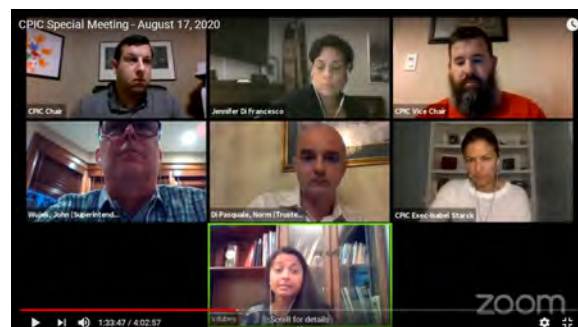 CPIC Special Meeting - August 17, 2020
CPIC Chair
Jennifer Di Francesco
CPIC Vice Chair
Wujek, John (Superintend...
Di Pasquale, Norm (Truste...
CPIC Exec-Isabel Starck
Scroll for details
zoom
1:33:47 / 4:02:57